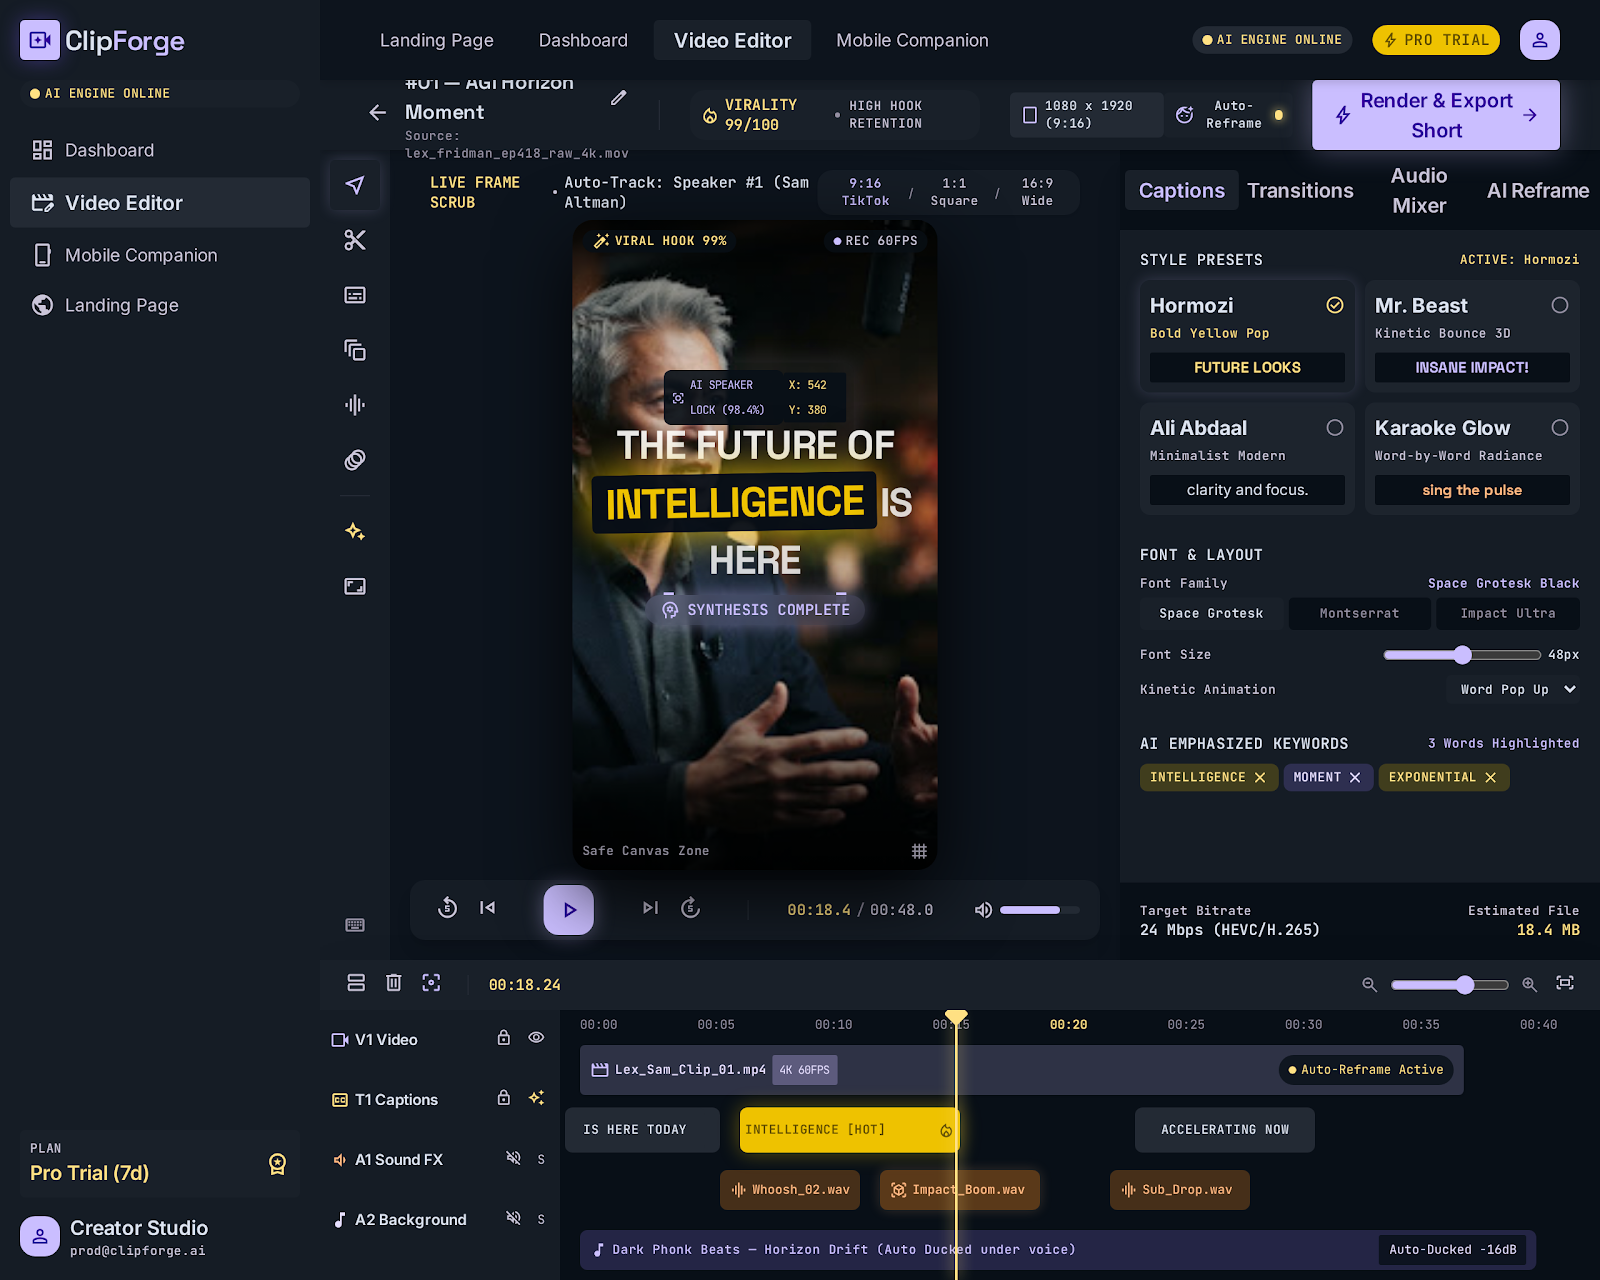 ClipForge
AI ENGINE ONLINE
Dashboard
Video Editor
Mobile Companion
Landing Page
PLAN
Pro Trial (7d)
Creator Studio
prod@clipforge.ai
Landing Page
Dashboard
Video Editor
Mobile Companion
AI ENGINE ONLINE
PRO TRIAL
#01 — AGI Horizon
Moment
Source:
lex_fridman_ep418_raw_4k.mov
VIRALITY
99/100
• HIGH HOOK
RETENTION
1080 x 1920
(9:16)
Auto-
Reframe
Render & Export
Short
LIVE FRAME
SCRUB
• Auto-Track: Speaker #1 (Sam
Altman)
9:16
TikTok
/
1:1
Square
/
16:9
Wide
VIRAL HOOK 99%
REC 60FPS
AI SPEAKER
LOCK (98.4%)
X: 542
Y: 380
THE FUTURE OF
INTELLIGENCE IS
HERE
SYNTHESIS COMPLETE
Safe Canvas Zone
5
5
00:18.4 / 00:48.0
Captions
Transitions
Audio
Mixer
AI Reframe
STYLE PRESETS
ACTIVE: Hormozi
Hormozi
Bold Yellow Pop
FUTURE LOOKS
Mr. Beast
Kinetic Bounce 3D
INSANE IMPACT!
Ali Abdaal
Minimalist Modern
clarity and focus.
Karaoke Glow
Word-by-Word Radiance
sing the pulse
FONT & LAYOUT
Font Family
Space Grotesk Black
Space Grotesk
Montserrat
Impact Ultra
Font Size
48px
Kinetic Animation
Word Pop Up
AI EMPHASIZED KEYWORDS
3 Words Highlighted
INTELLIGENCE
MOMENT
EXPONENTIAL
Target Bitrate
24 Mbps (HEVC/H.265)
Estimated File
18.4 MB
00:18.24
00:00
00:05
00:10
00:15
00:20
00:25
00:30
00:35
00:40
V1 Video
Lex_Sam_Clip_01.mp4
4K 60FPS
Auto-Reframe Active
CC
T1 Captions
IS HERE TODAY
INTELLIGENCE [HOT]
ACCELERATING NOW
A1 Sound FX
S
Whoosh_02.wav
Impact_Boom.wav
Sub_Drop.wav
A2 Background
S
Dark Phonk Beats — Horizon Drift (Auto Ducked under voice)
Auto-Ducked -16dB